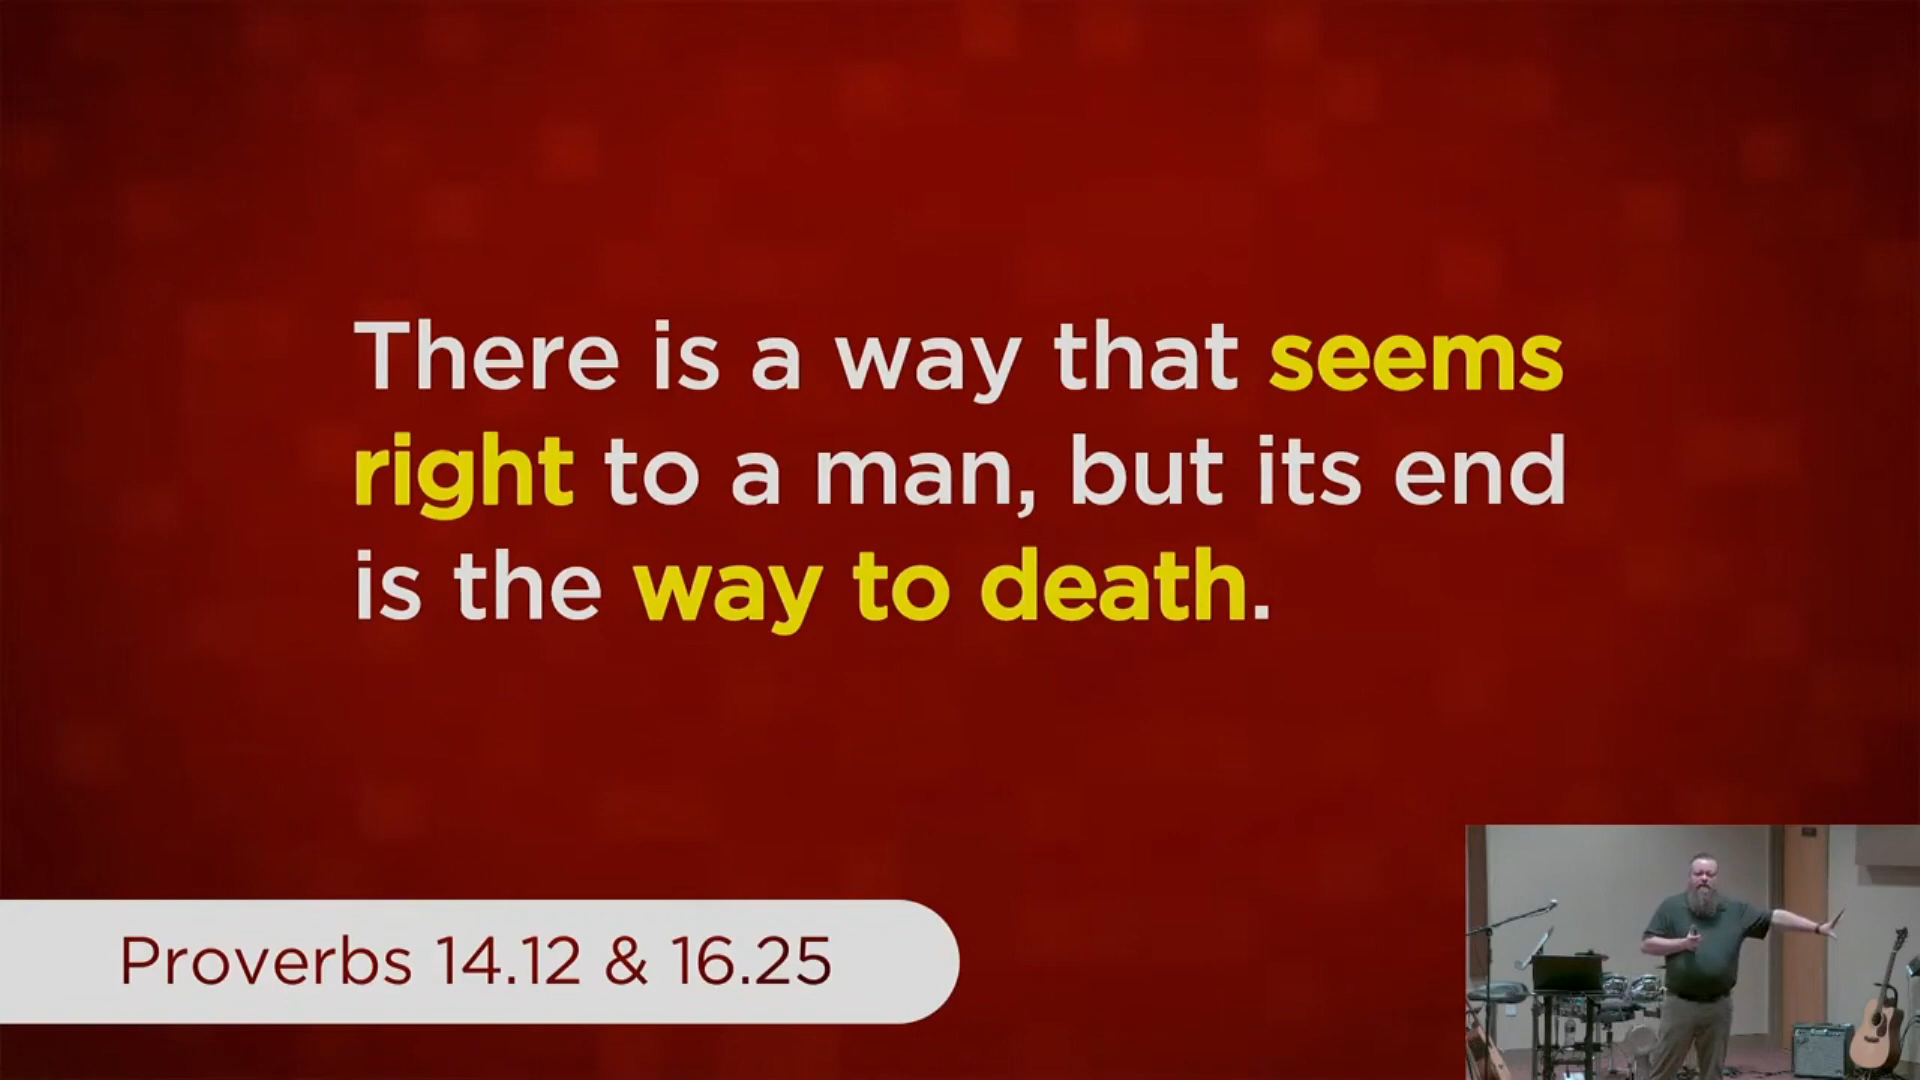 There is a way that seems
right to a man, but its end
is the way to death.
Proverbs 14.12 & 16.25